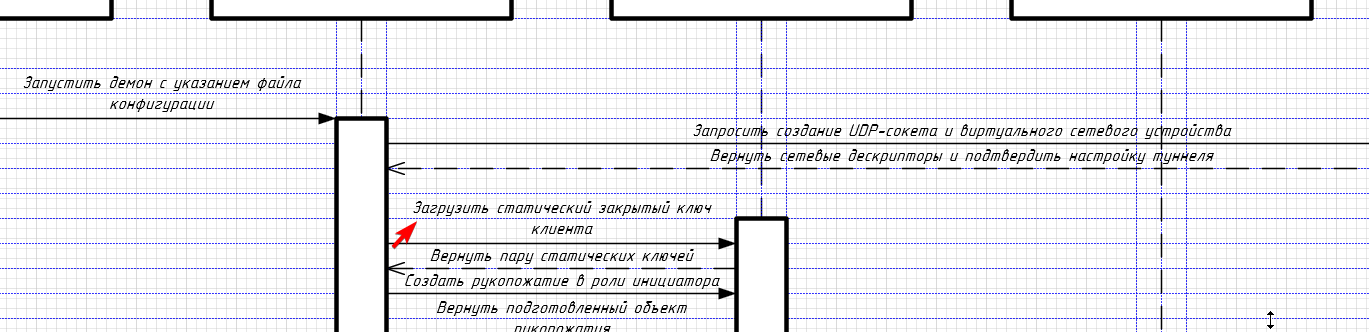 Запустить демон с указанием файла
конфигурации
Запросить создание UDP-сокета и виртуального сетевого устройства
Вернуть сетевые дескрипторы и подтвердить настройку туннеля
Загрузить статический закрытый ключ
клиента
Вернуть пару статических ключей
Создать рукопожатие в роли инициатора
Вернуть подготовленный объект
рукопожатия